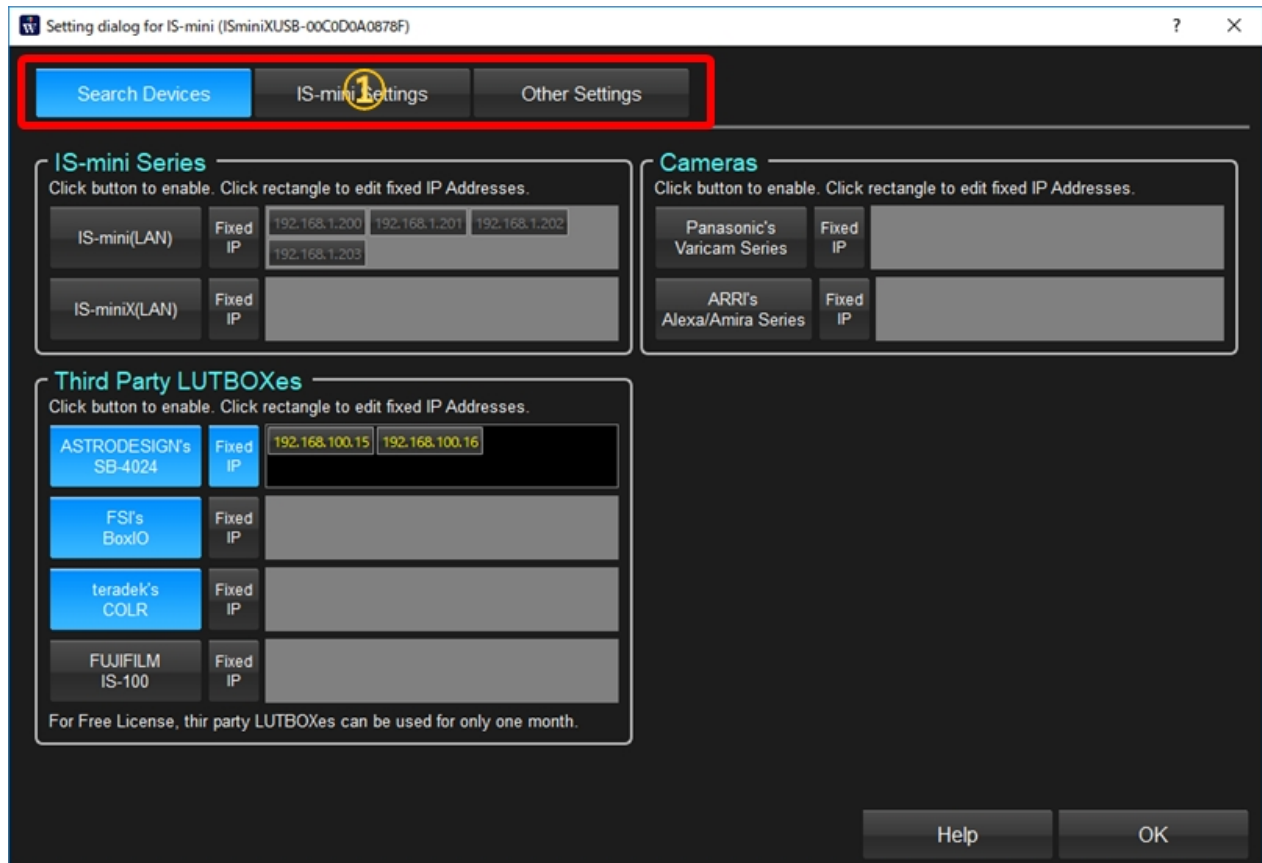 Setting dialog for IS-mini (ISminiXUSB-00C0D0A0878F)
?
Search Devices
IS-mini Settings
①
Other Settings
IS-mini Series
Click button to enable. Click rectangle to edit fixed IP Addresses.
IS-mini(LAN)
Fixed
IP
192.168.1.200 192.168.1.201 192.168.1.202
192.168.1.203
IS-miniX(LAN)
Fixed
IP
Cameras
Click button to enable. Click rectangle to edit fixed IP Addresses.
Panasonic's
Varicam Series
Fixed
IP
ARRI's
Alexa/Amira Series
Fixed
IP
Third Party LUTBOXes
Click button to enable. Click rectangle to edit fixed IP Addresses.
ASTRODESIGN's
SB-4024
Fixed
IP
192.168.100.15 192.168.100.16
FSI's
BoxIO
Fixed
IP
teradek's
COLR
Fixed
IP
FUJIFILM
IS-100
Fixed
IP
For Free License, thir party LUTBOXes can be used for only one month.
Help
OK